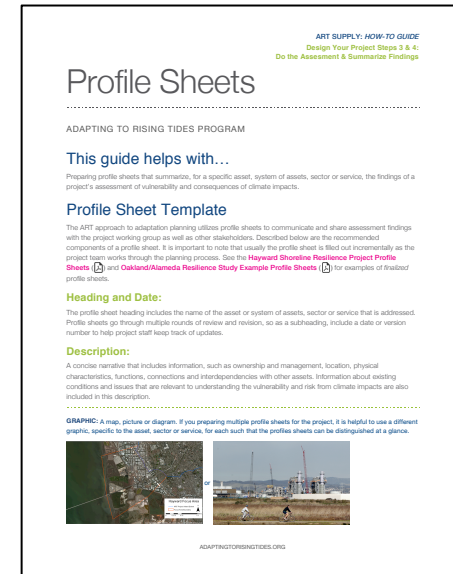 ART SUPPLY: HOW-TO GUIDE
Design Your Project Steps 3 & 4:
Do the Assesment & Summarize Findings
Profile Sheets
ADAPTING TO RISING TIDES PROGRAM
This guide helps with…
Preparing profile sheets that summarize, for a specific asset, system of assets, sector or service, the findings of a
project's assessment of vulnerability and consequences of climate impacts.
Profile Sheet Template
The ART approach to adaptation planning utilizes profile sheets to communicate and share assessment findings
with the project working group as well as other stakeholders. Described below are the recommended
components of a profile sheet. It is important to note that usually the profile sheet is filled out incrementally as the
project team works through the planning process. See the Hayward Shoreline Resilience Project Profile
Sheets ( ) and Oakland/Alameda Resilience Study Example Profile Sheets ( ) for examples of finalized
profile sheets.
Heading and Date:
The profile sheet heading includes the name of the asset or system of assets, sector or service that is addressed.
Profile sheets go through multiple rounds of review and revision, so as a subheading, include a date or version
number to help project staff keep track of updates.
Description:
A concise narrative that includes information, such as ownership and management, location, physical
characteristics, functions, connections and interdependencies with other assets. Information about existing
conditions and issues that are relevant to understanding the vulnerability and risk from climate impacts are also
included in this description.
GRAPHIC: A map, picture or diagram. If you preparing multiple profile sheets for the project, it is helpful to use a different
graphic, specific to the asset, sector or service, for each such that the profiles sheets can be distinguished at a glance.
or
Hayward Focus Area
ADAPTINGTORISINGTIDES.ORG